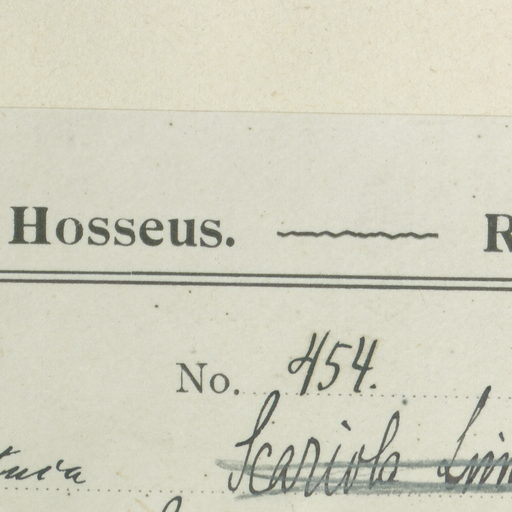 Hosseus. R
No. 454.
Scariola